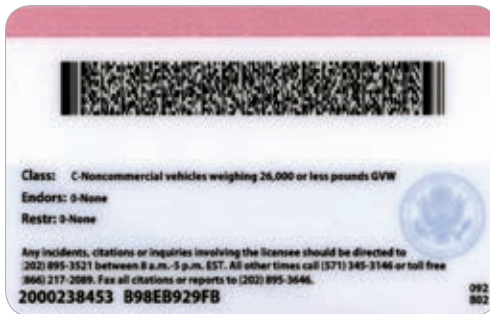 Class: C-Noncommercial vehicles weighing 26,000 or less pounds GVW
Endors: 0-None
Restr: 0-None
Any incidents, citations or inquiries involving the licensee should be directed to
(202) 895-3521 between 8 a.m.-5 p.m. EST. All other times call (571) 345-3146 or toll free
(866) 217-2089. Fax all citations or reports to (202) 895-3646.
2000238453 B98EB929FB
092
802